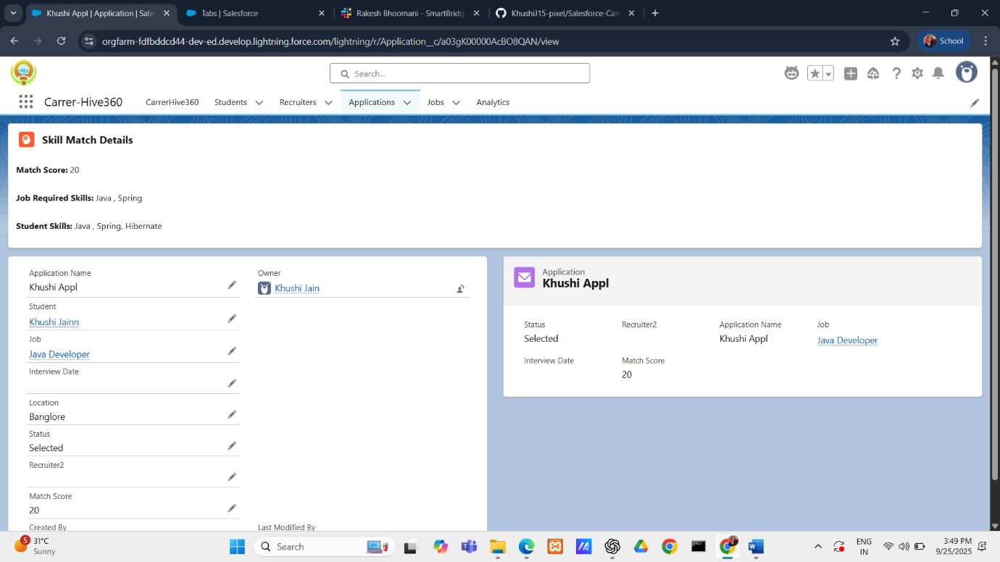 Khushi Appl | Application | Sale
Tabs | Salesforce
Rakesh Bhoomani - SmartBridge
KhushiJ15-pixel/Salesforce-Carr
orgfarm-fdfbddcd44-dev-ed.develop.lightning.force.com/lightning/r/Application__c/a03gK00000AcBO8QAN/view
School
Search...
Carrer-Hive360
CarrerHive360
Students
Recruiters
Applications
Jobs
Analytics
Skill Match Details
Match Score: 20
Job Required Skills: Java , Spring
Student Skills: Java , Spring, Hibernate
Application Name
Khushi Appl
Student
Khushi Jainn
Job
Java Developer
Interview Date
Location
Banglore
Status
Selected
Recruiter2
Match Score
20
Created By
Owner
Khushi Jain
Last Modified By
Application
Khushi Appl
Status
Selected
Recruiter2
Application Name
Khushi Appl
Job
Java Developer
Interview Date
Match Score
20
5
31°C
Sunny
Search
ENG
IN
3:49 PM
9/25/2025